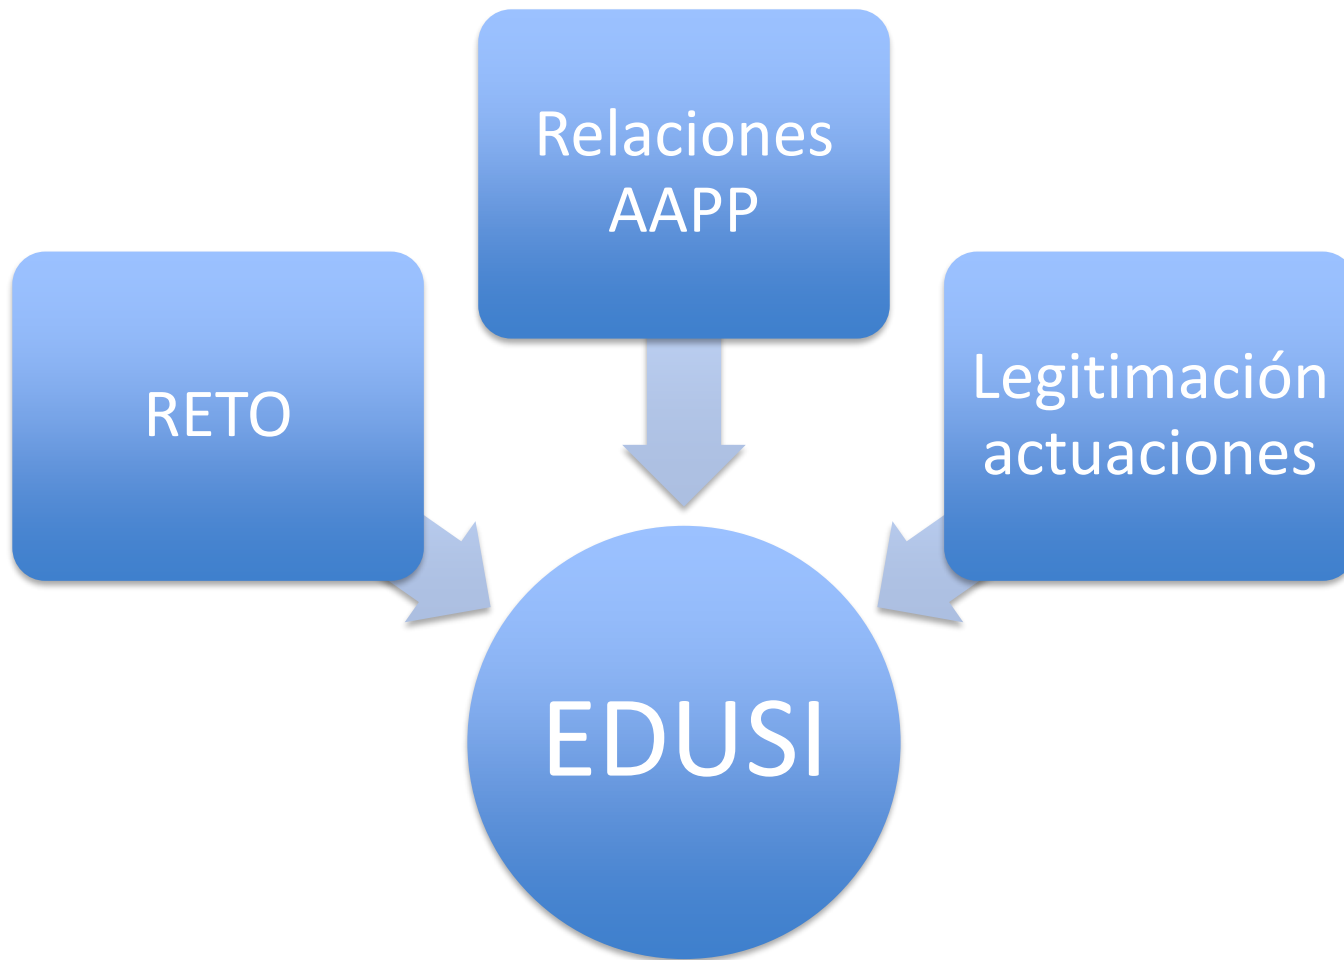 Relaciones
AAPP
RETO
Legitimación
actuaciones
EDUSI